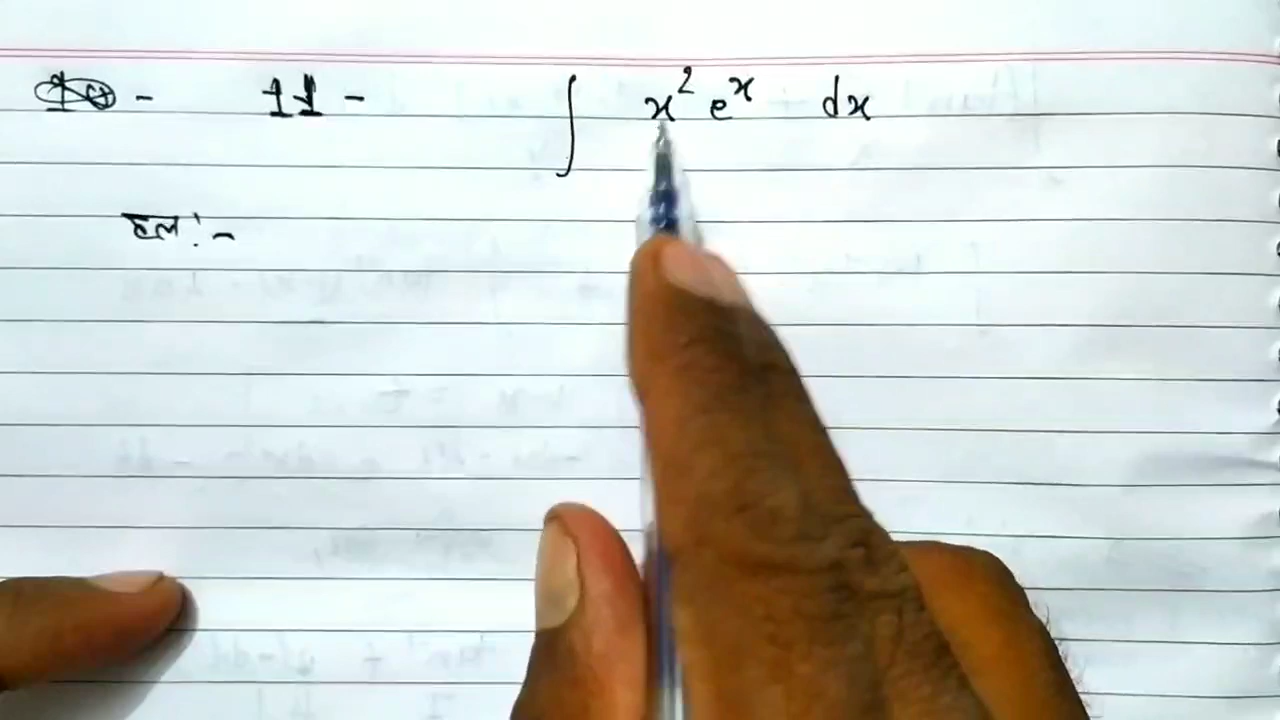 11- ∫ x² eˣ dx
हल :-